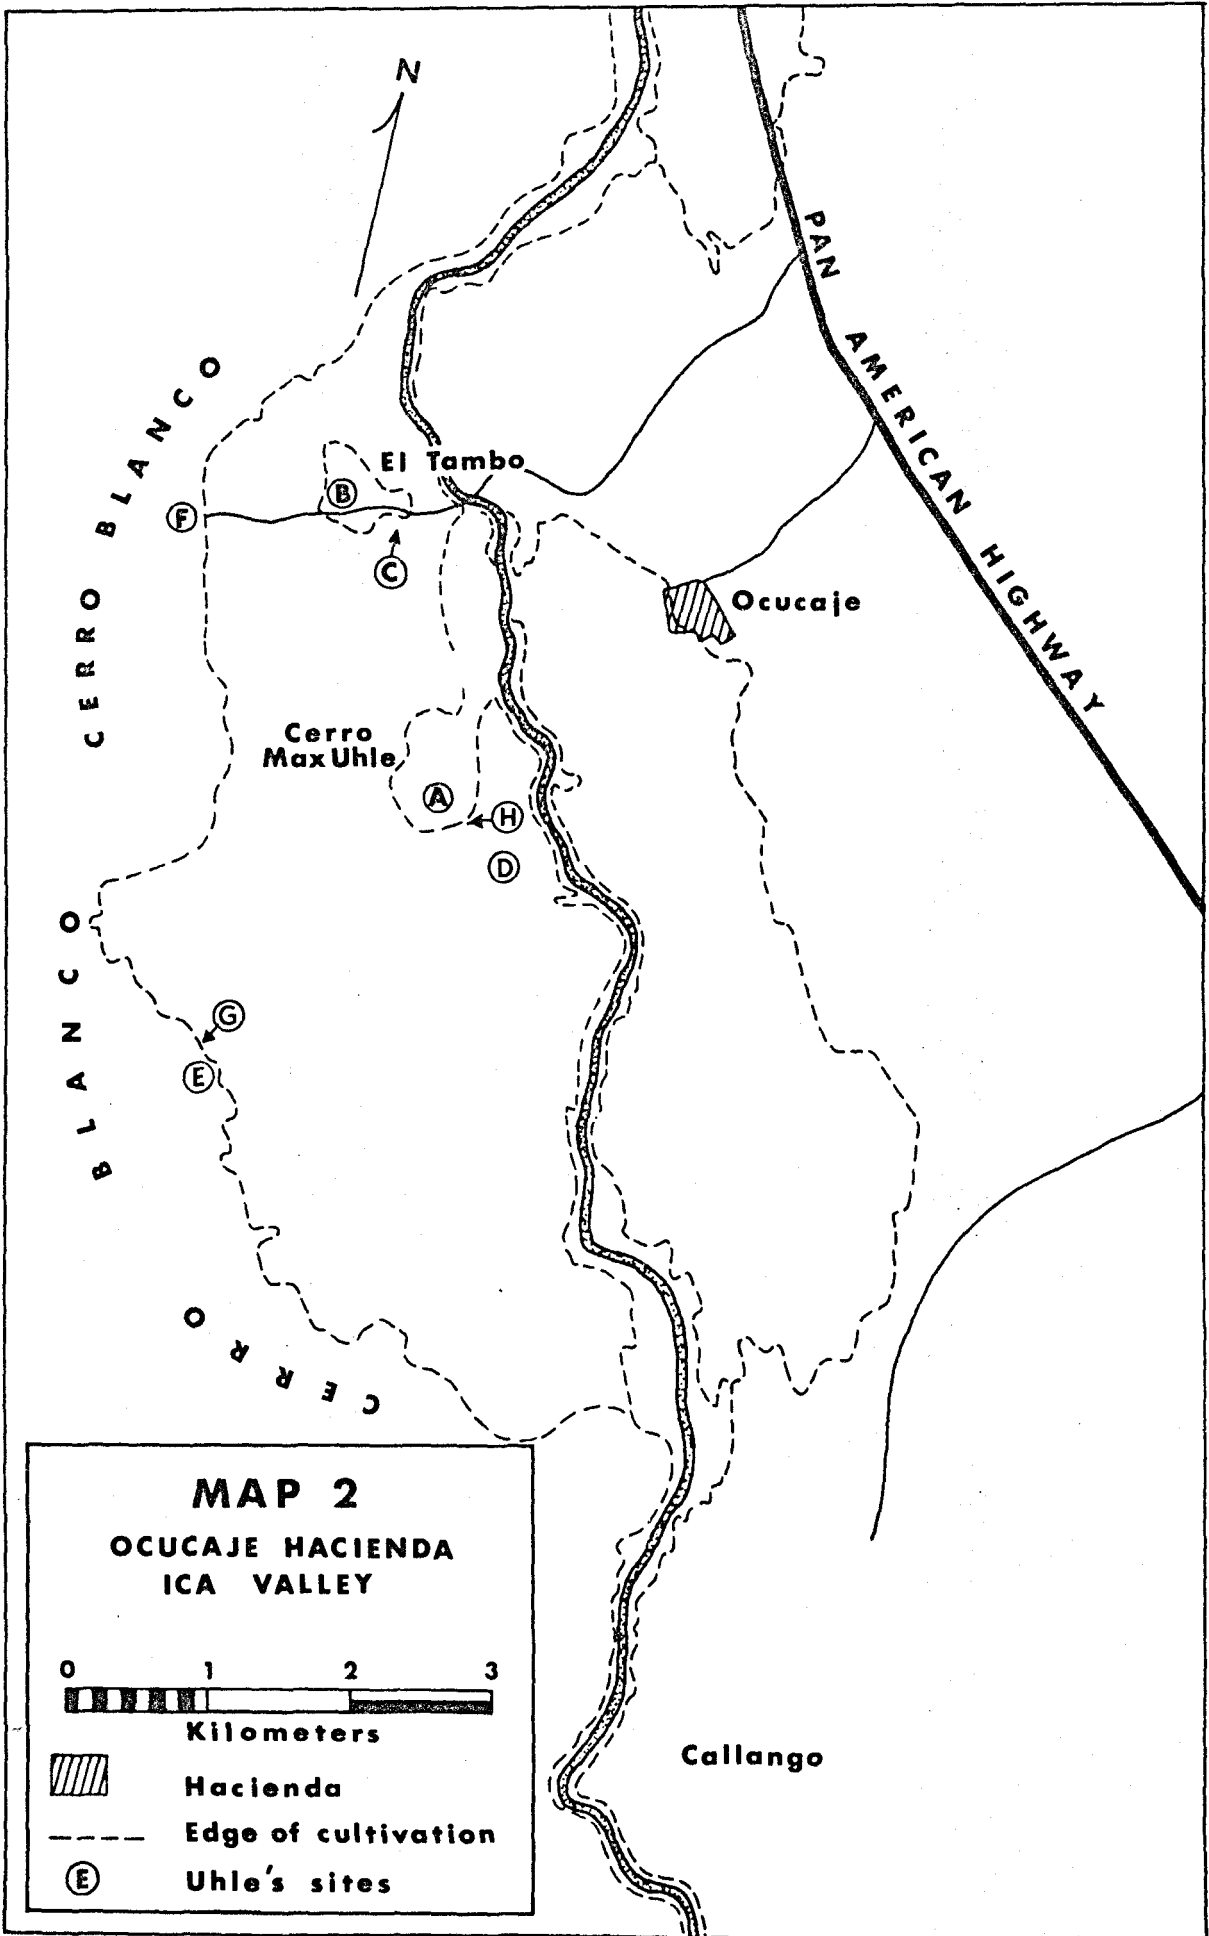 N
PAN AMERICAN HIGHWAY
CERRO BLANCO
El Tambo
B
F
C
Ocucaje
Cerro
Max Uhle
A
H
D
CERRO BLANCO
G
E
MAP 2
OCUCAJE HACIENDA
ICA VALLEY
0 1 2 3
Kilometers
Hacienda
Edge of cultivation
E Uhle's sites
Callango